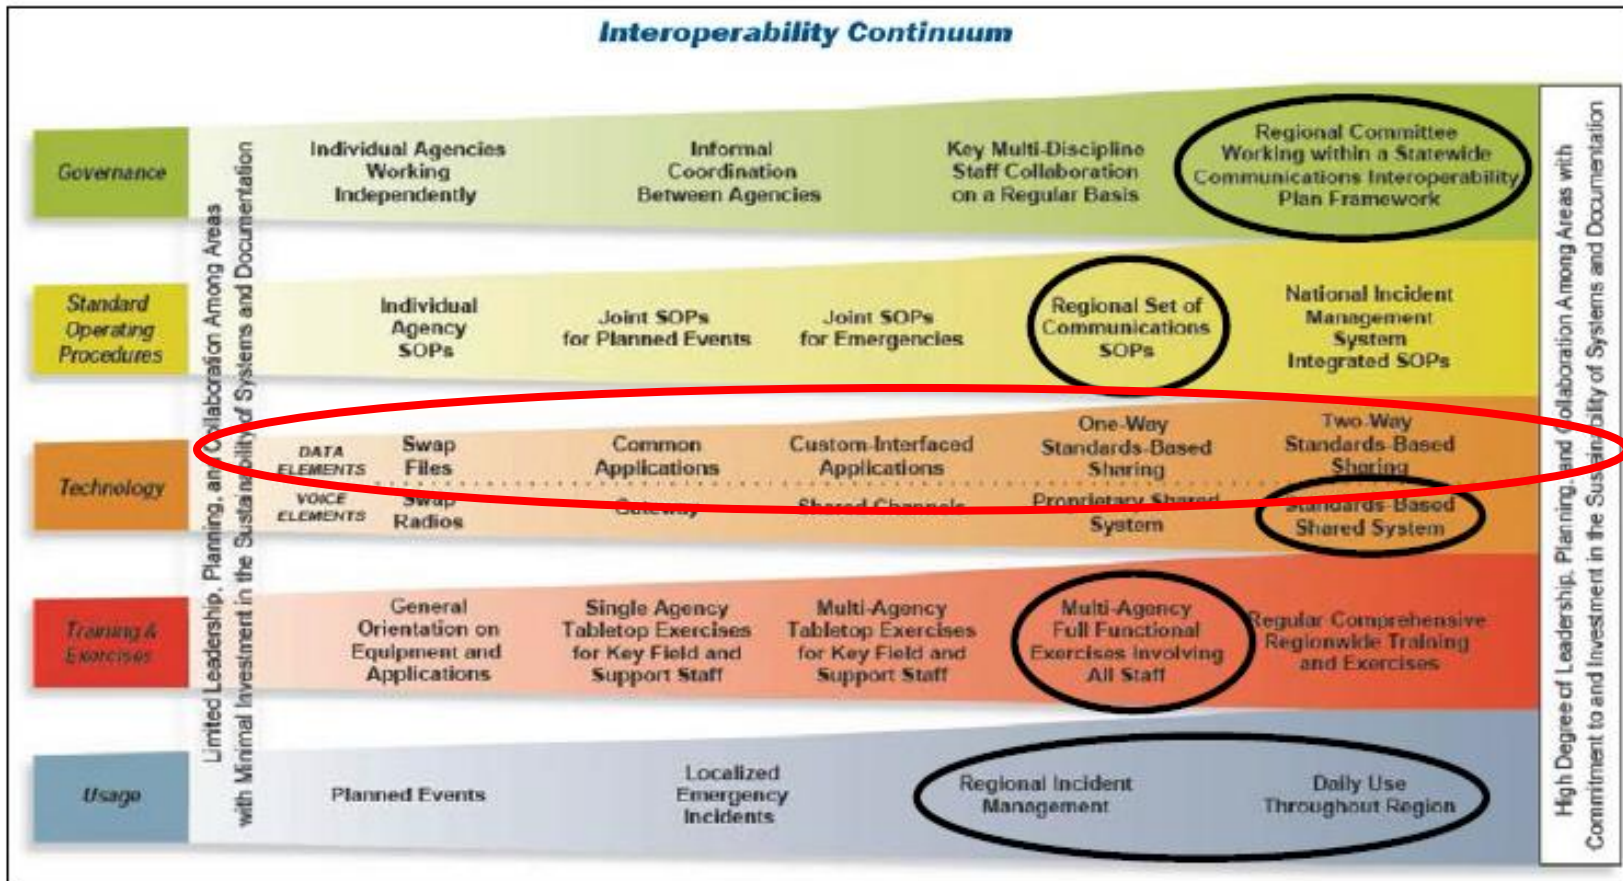 Interoperability Continuum
Limited Leadership, Planning, and Collaboration Among Areas
with Minimal Investment in the Sustainability of Systems and Documentation
Governance
Individual Agencies
Working
Independently
Informal
Coordination
Between Agencies
Key Multi-Discipline
Staff Collaboration
on a Regular Basis
Regional Committee
Working within a Statewide
Communications Interoperability
Plan Framework
Standard
Operating
Procedures
Individual
Agency
SOPs
Joint SOPs
for Planned Events
Joint SOPs
for Emergencies
Regional Set of
Communications
SOPs
National Incident
Management
System
Integrated SOPs
Technology
DATA
ELEMENTS
Swap
Files
Common
Applications
Custom-Interfaced
Applications
One-Way
Standards-Based
Sharing
Two-Way
Standards-Based
Sharing
VOICE
ELEMENTS
Swap
Radios
Gateway
Shared Channels
Proprietary Shared
System
Standards-Based
Shared System
Training &
Exercises
General
Orientation on
Equipment and
Applications
Single Agency
Tabletop Exercises
for Key Field and
Support Staff
Multi-Agency
Tabletop Exercises
for Key Field and
Support Staff
Multi-Agency
Full Functional
Exercises Involving
All Staff
Regular Comprehensive
Regionwide Training
and Exercises
Usage
Planned Events
Localized
Emergency
Incidents
Regional Incident
Management
Daily Use
Throughout Region
High Degree of Leadership, Planning, and Collaboration Among Areas with
Commitment to and Investment in the Sustainability of Systems and Documentation